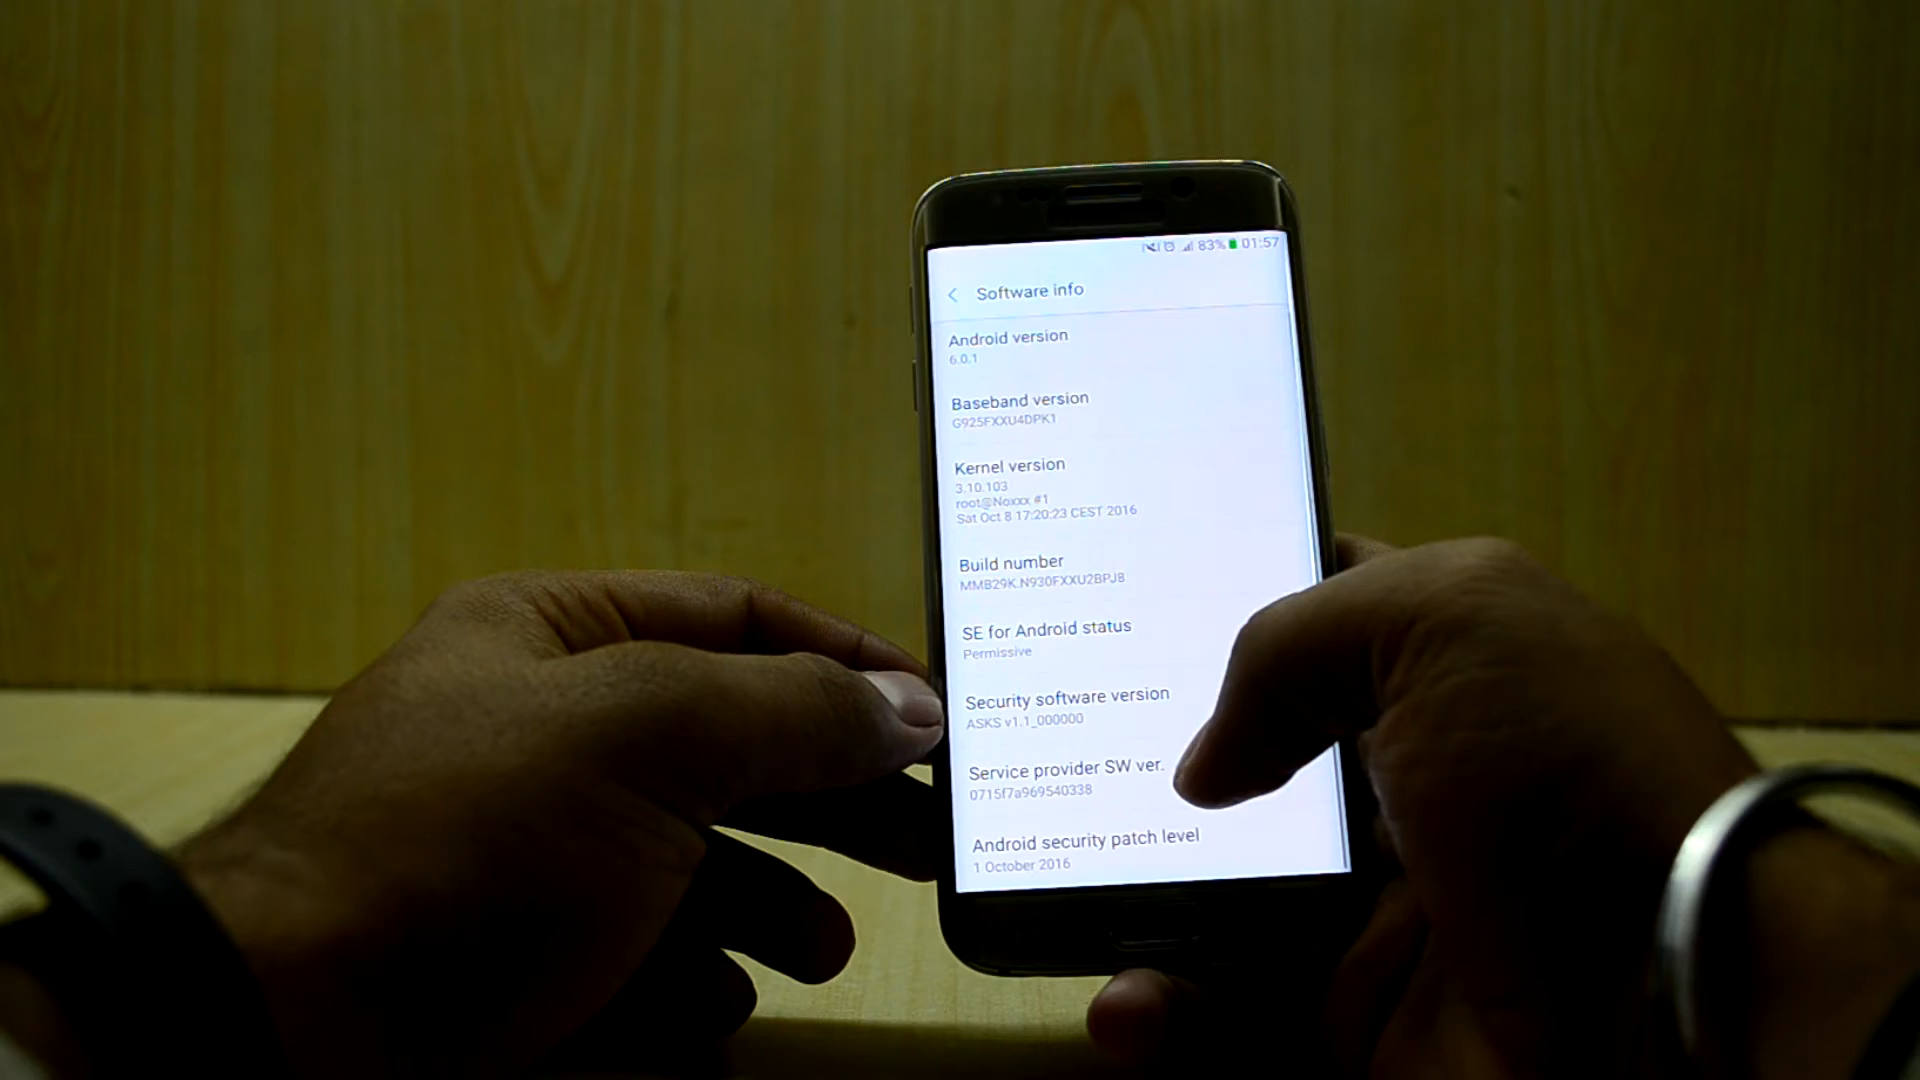 83% 01:57
Software info
Android version
6.0.1
Baseband version
G925FXXU4DPK1
Kernel version
3.10.103
root@Noxxx #1
Sat Oct 8 17:20:23 CEST 2016
Build number
MMB29K.N930FXXU2BPJ8
SE for Android status
Permissive
Security software version
ASKS v1.1_000000
Service provider SW ver.
0715f7a969540338
Android security patch level
1 October 2016